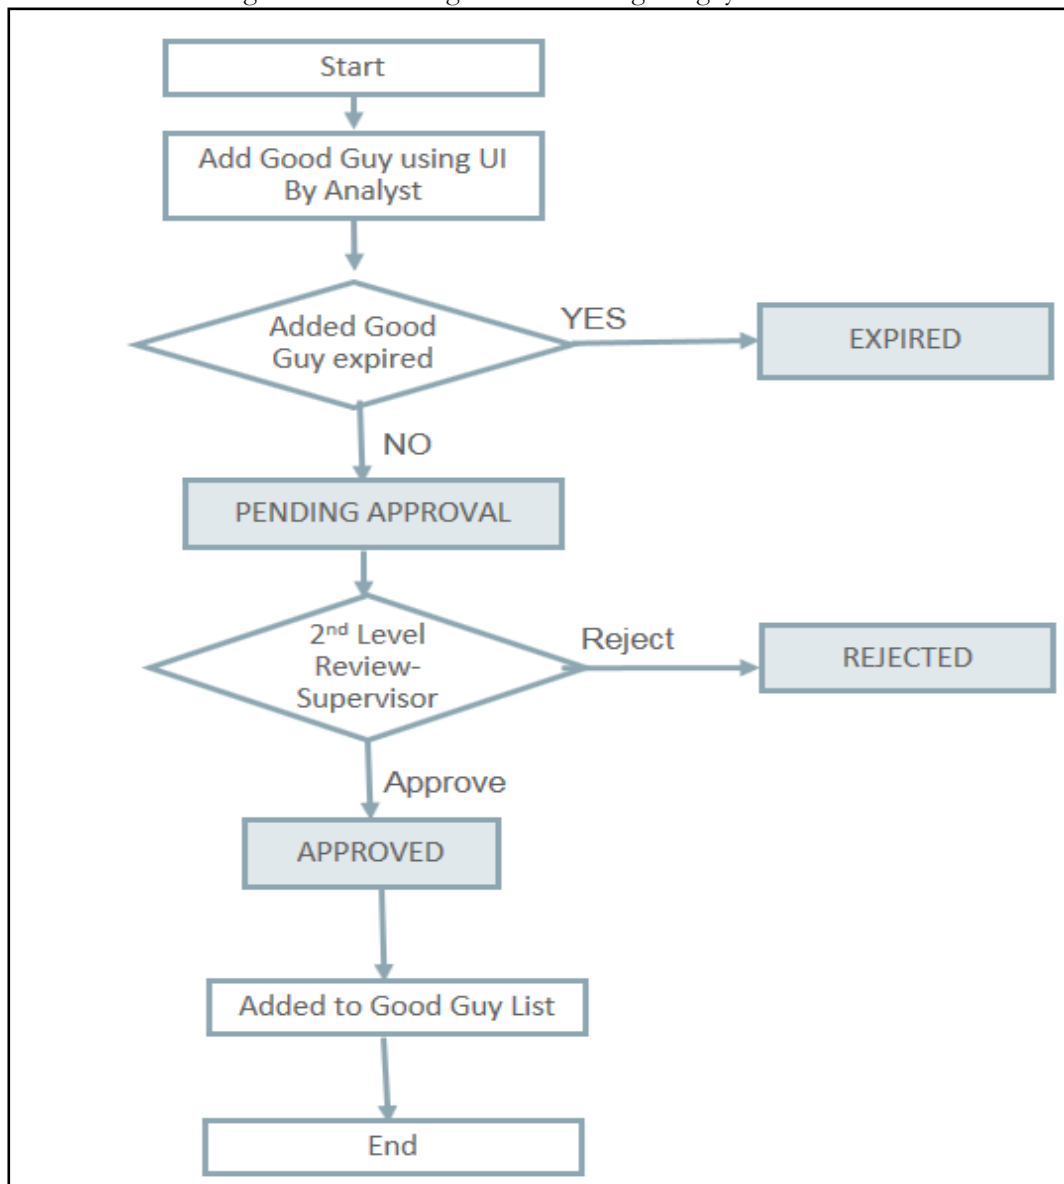 Start
Add Good Guy using UI
By Analyst
Added Good
Guy expired
YES
EXPIRED
NO
PENDING APPROVAL
2nd Level
Review-
Supervisor
Reject
REJECTED
Approve
APPROVED
Added to Good Guy List
End